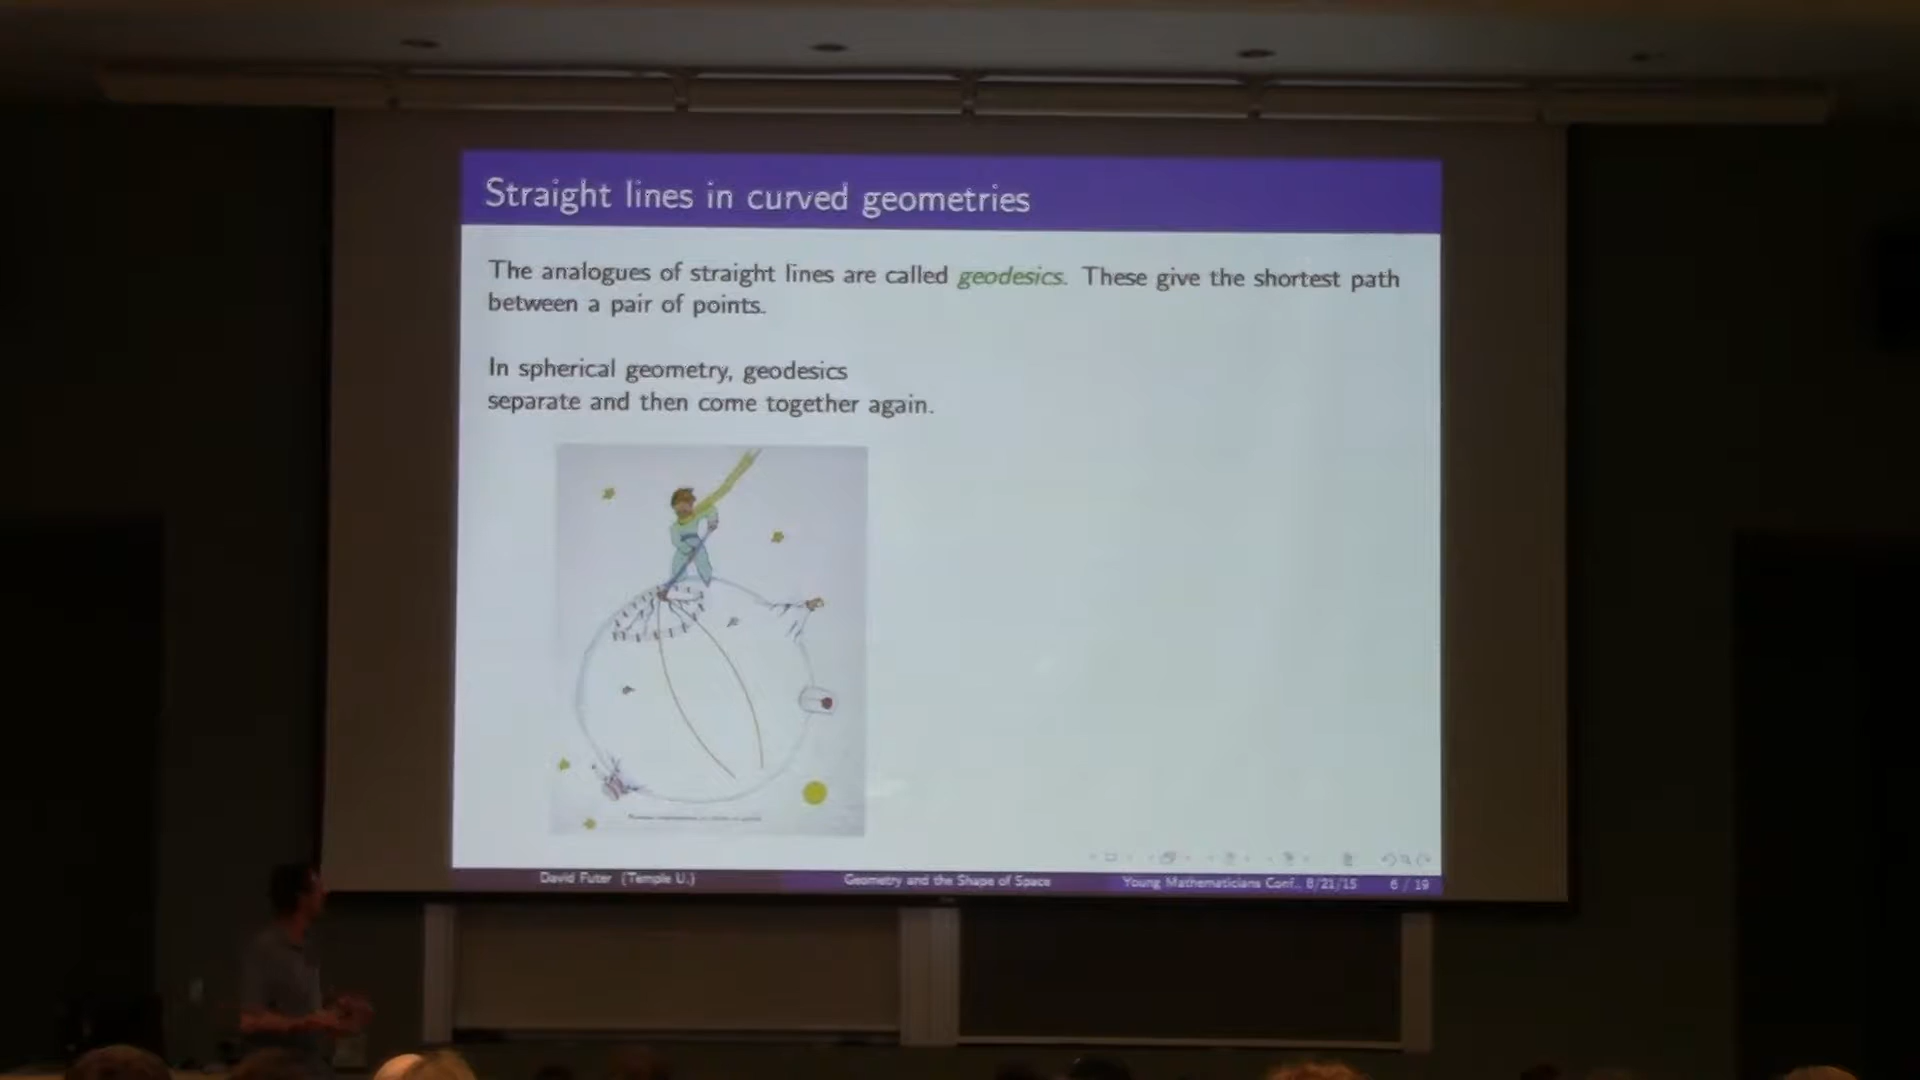 Straight lines in curved geometries
The analogues of straight lines are called geodesics. These give the shortest path
between a pair of points.
In spherical geometry, geodesics
separate and then come together again.
David Futer (Temple U.)
Geometry and the Shape of Space
Young Mathematicians Conf., 8/21/15
6 / 19